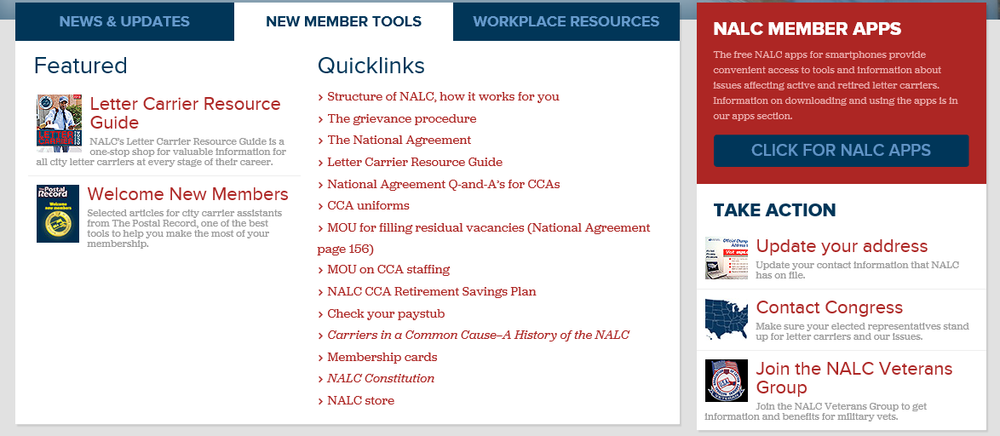 NEWS & UPDATES
NEW MEMBER TOOLS
WORKPLACE RESOURCES
Featured
LETTER
CARRIER
Letter Carrier Resource
Guide
NALC's Letter Carrier Resource Guide is a
one-stop shop for valuable information for
all city letter carriers at every stage of their career.
The Postal
Record
Welcome
new members
Welcome New Members
Selected articles for city carrier assistants
from The Postal Record, one of the best
tools to help you make the most of your
membership.
Quicklinks
› Structure of NALC, how it works for you
› The grievance procedure
› The National Agreement
› Letter Carrier Resource Guide
› National Agreement Q-and-A's for CCAs
› CCA uniforms
› MOU for filling residual vacancies (National Agreement
page 156)
› MOU on CCA staffing
› NALC CCA Retirement Savings Plan
› Check your paystub
› Carriers in a Common Cause–A History of the NALC
› Membership cards
› NALC Constitution
› NALC store
NALC MEMBER APPS
The free NALC apps for smartphones provide
convenient access to tools and information about
issues affecting active and retired letter carriers.
Information on downloading and using the apps is in
our apps section.
CLICK FOR NALC APPS
TAKE ACTION
Update your address
Update your contact information that NALC
has on file.
Contact Congress
Make sure your elected representatives stand
up for letter carriers and our issues.
Join the NALC Veterans
Group
Join the NALC Veterans Group to get
information and benefits for military vets.